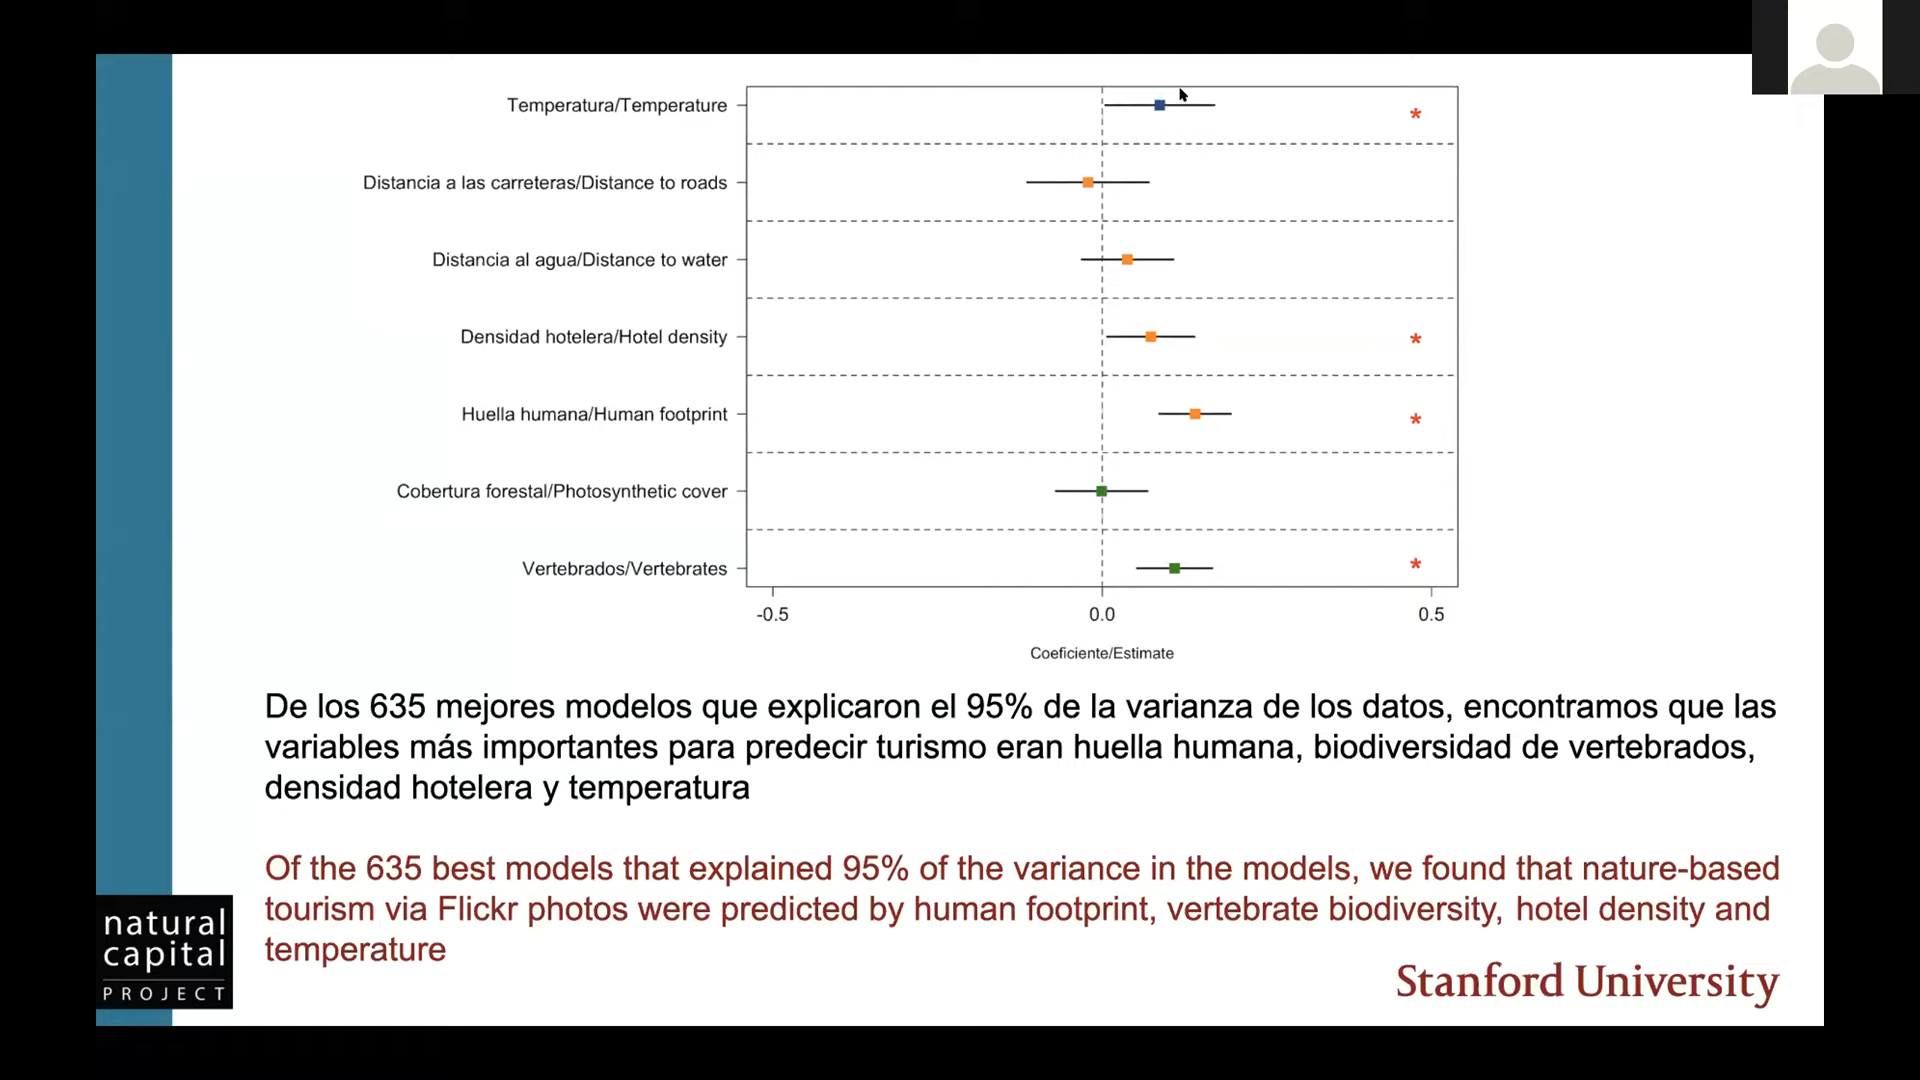 Temperatura/Temperature
*
Distancia a las carreteras/Distance to roads
Distancia al agua/Distance to water
Densidad hotelera/Hotel density
*
Huella humana/Human footprint
*
Cobertura forestal/Photosynthetic cover
Vertebrados/Vertebrates
*
-0.5 0.0 0.5
Coeficiente/Estimate
De los 635 mejores modelos que explicaron el 95% de la varianza de los datos, encontramos que las
variables más importantes para predecir turismo eran huella humana, biodiversidad de vertebrados,
densidad hotelera y temperatura
Of the 635 best models that explained 95% of the variance in the models, we found that nature-based
tourism via Flickr photos were predicted by human footprint, vertebrate biodiversity, hotel density and
temperature
natural
capital
PROJECT
Stanford University